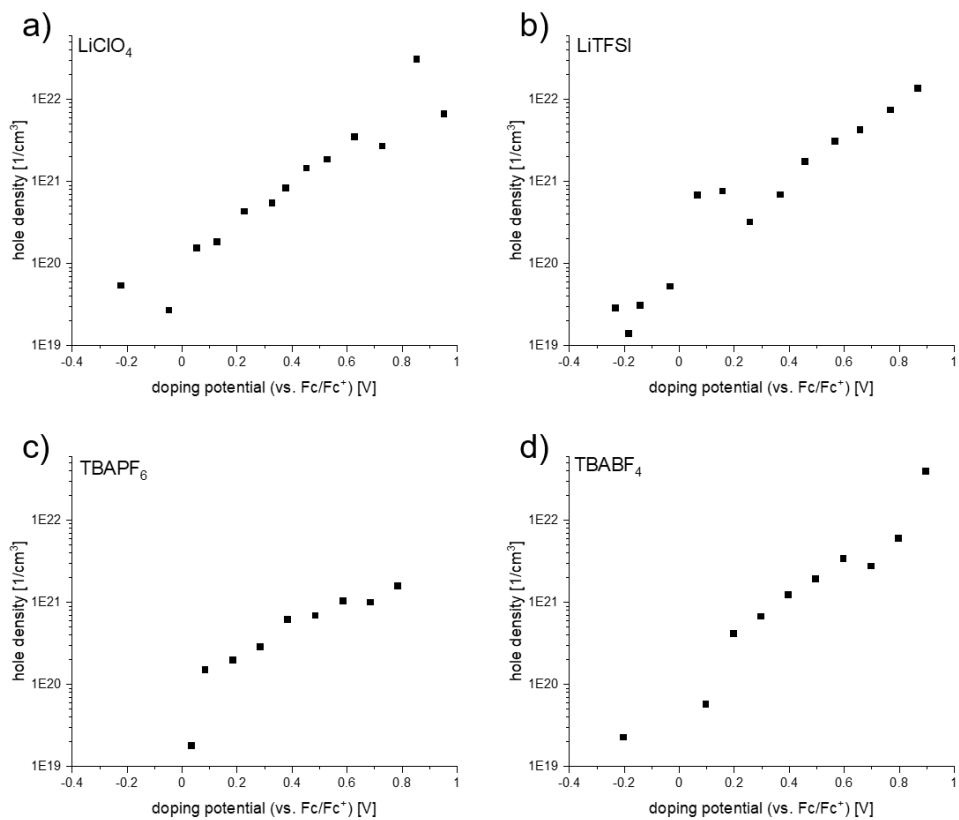 a)
LiClO₄
hole density [1/cm³]
1E22
1E21
1E20
1E19
-0.4 -0.2 0 0.2 0.4 0.6 0.8 1
doping potential (vs. Fc/Fc⁺) [V]
b)
LiTFSI
hole density [1/cm³]
1E22
1E21
1E20
1E19
-0.4 -0.2 0 0.2 0.4 0.6 0.8 1
doping potential (vs. Fc/Fc⁺) [V]
c)
TBAPF₆
hole density [1/cm³]
1E22
1E21
1E20
1E19
-0.4 -0.2 0 0.2 0.4 0.6 0.8 1
doping potential (vs. Fc/Fc⁺) [V]
d)
TBABF₄
hole density [1/cm³]
1E22
1E21
1E20
1E19
-0.4 -0.2 0 0.2 0.4 0.6 0.8 1
doping potential (vs. Fc/Fc⁺) [V]